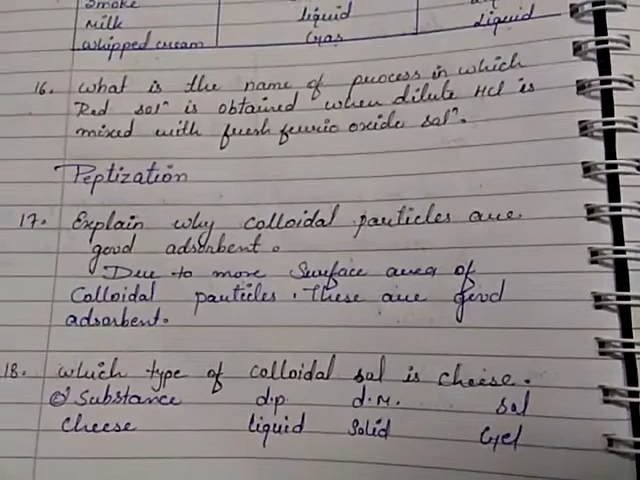 Smoke
Milk liquid Liquid
whipped cream Gas
16. What is the name of process in which
Red solⁿ is obtained when dilute HCl is
mixed with fresh ferric oxide solⁿ.
Peptization
17. Explain why colloidal particles are
good adsorbent.
Due to more Surface area of
Colloidal particles. These are good
adsorbent.
18. which type of colloidal sol is cheese.
Substance d.p. d.M. sol
Cheese liquid Solid Gel